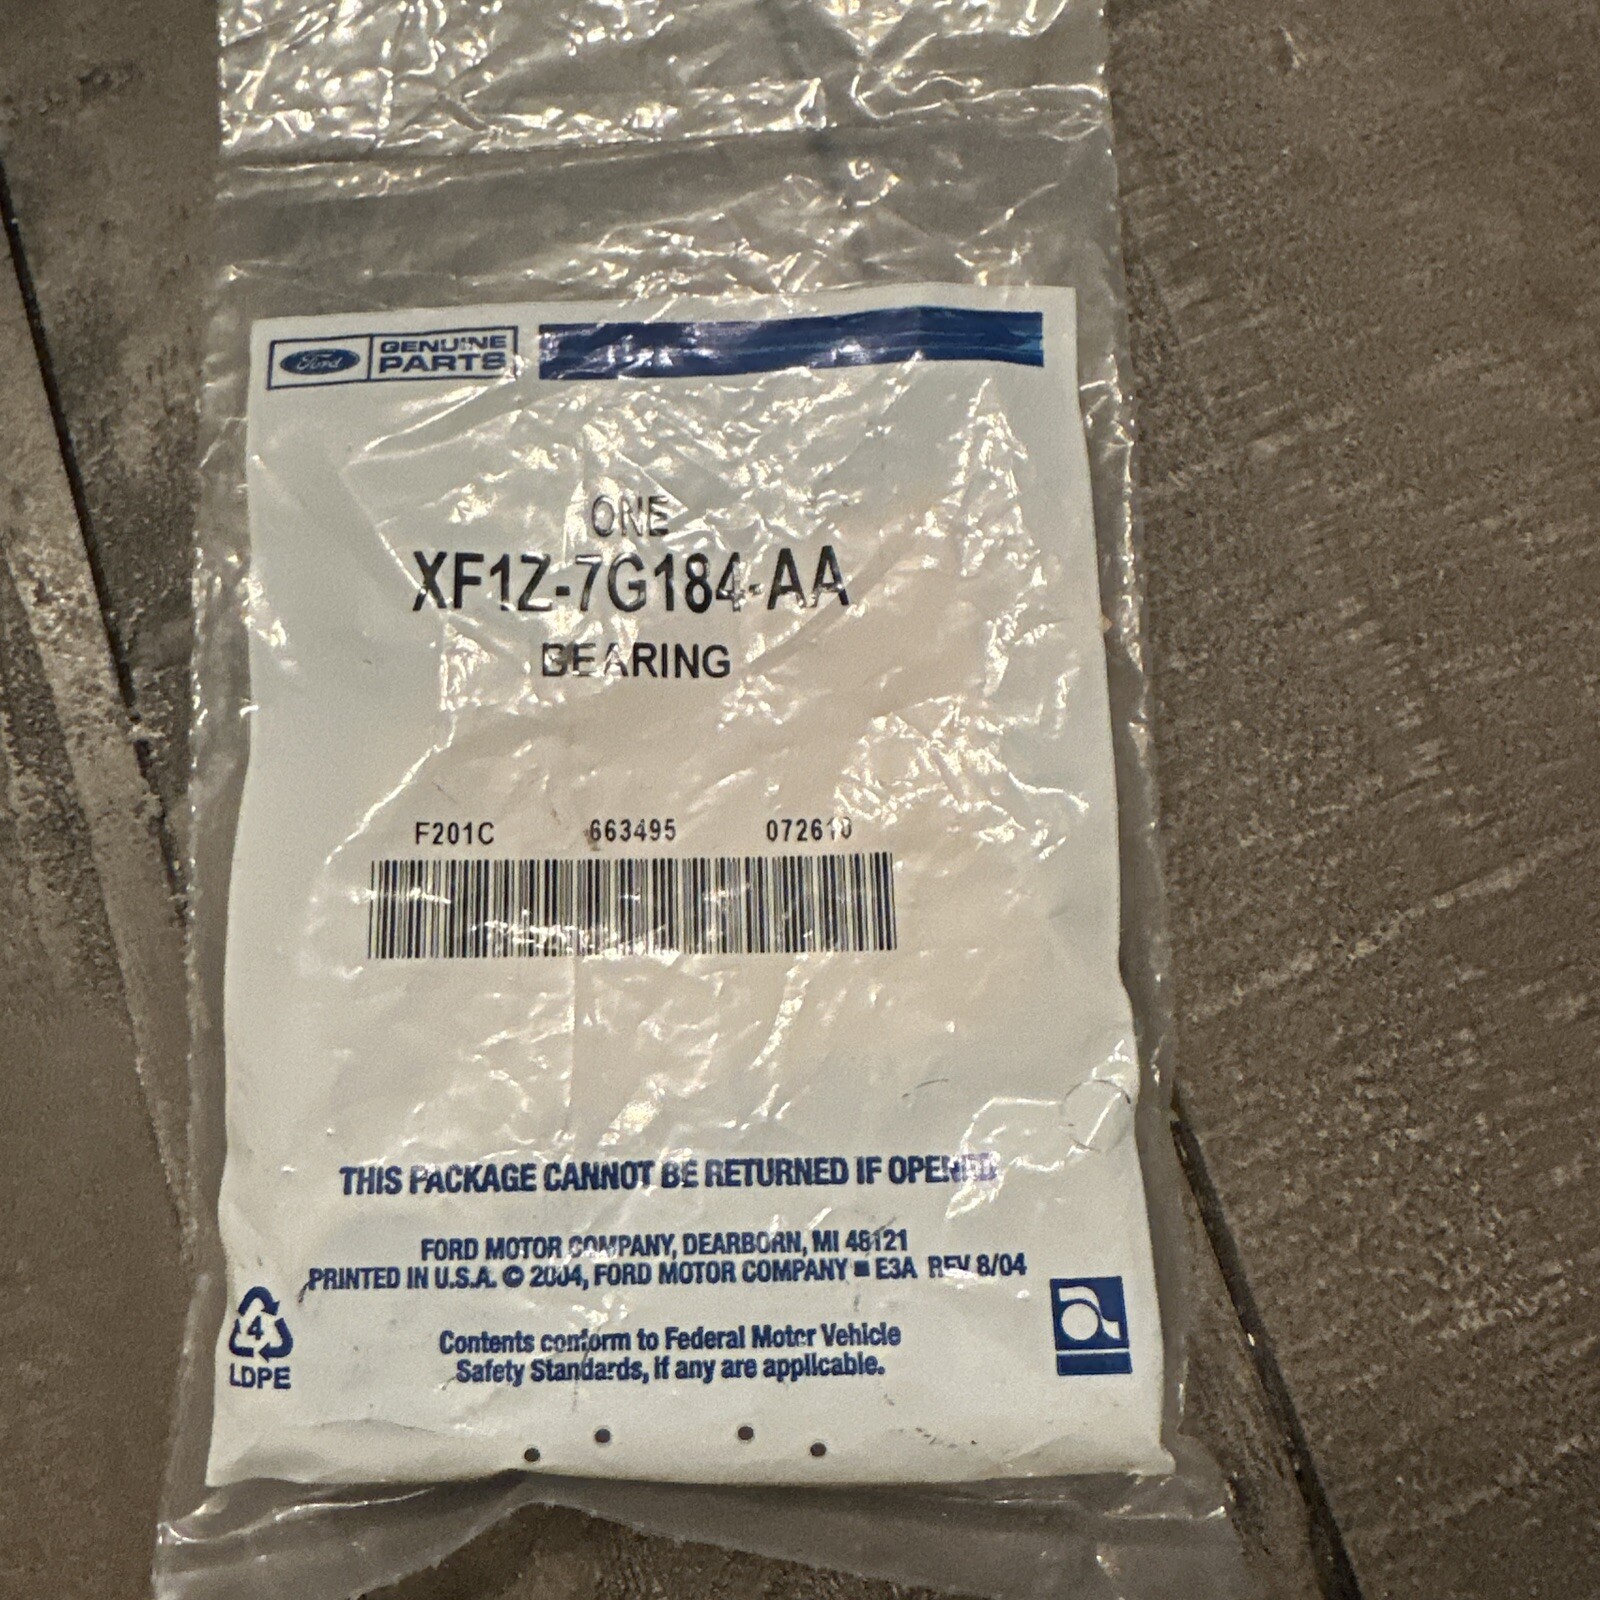 Ford GENUINE
PARTS
ONE
XF1Z-7G184-AA
BEARING
F201C 663495 072610
THIS PACKAGE CANNOT BE RETURNED IF OPENED
FORD MOTOR COMPANY, DEARBORN, MI 48121
PRINTED IN U.S.A. © 2004, FORD MOTOR COMPANY ■ E3A REV 8/04
4
LDPE
Contents conform to Federal Motor Vehicle
Safety Standards, if any are applicable.
a